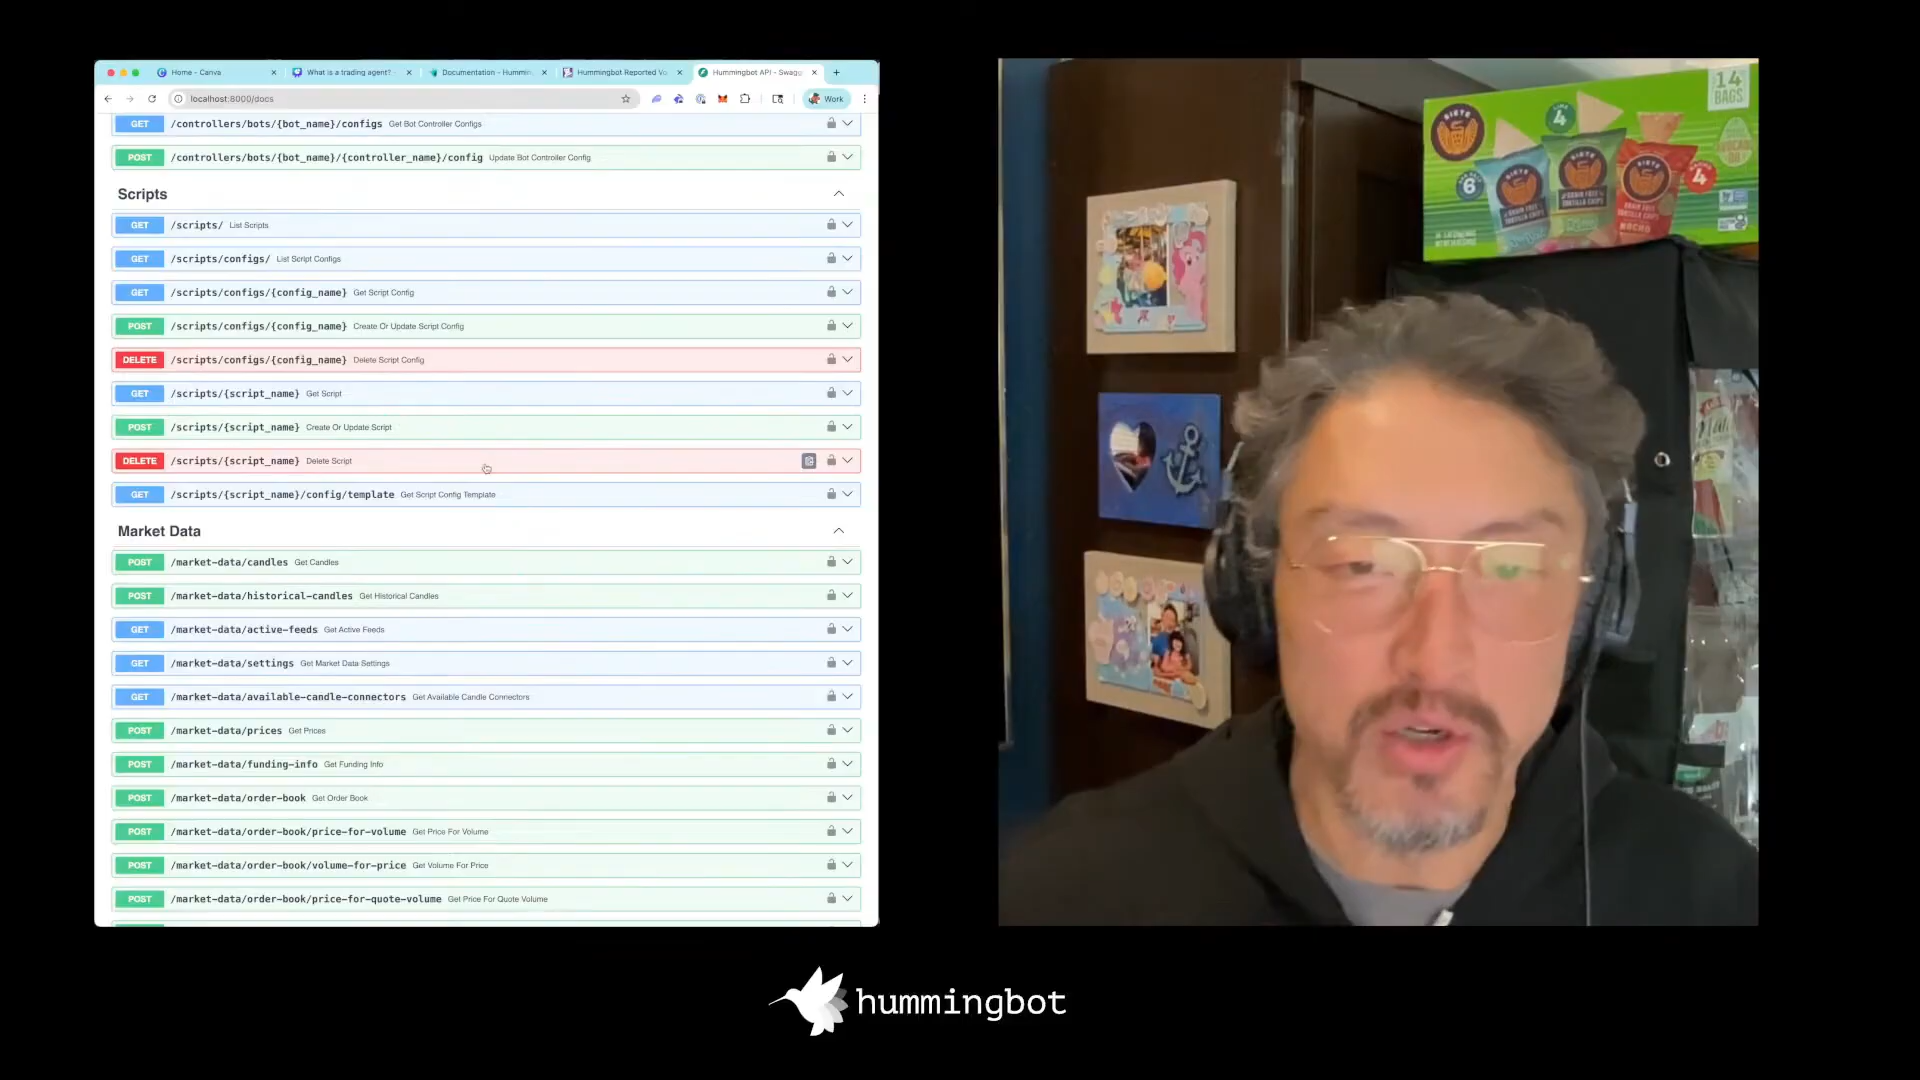 Home - Canva
What is a trading agent?
Documentation - Hummin
Hummingbot Reported Vo
Hummingbot API - Swagg
localhost:8000/docs
Work
GET /controllers/bots/{bot_name}/configs Get Bot Controller Configs
POST /controllers/bots/{bot_name}/{controller_name}/config Update Bot Controller Config
Scripts
GET /scripts/ List Scripts
GET /scripts/configs/ List Script Configs
GET /scripts/configs/{config_name} Get Script Config
POST /scripts/configs/{config_name} Create Or Update Script Config
DELETE /scripts/configs/{config_name} Delete Script Config
GET /scripts/{script_name} Get Script
POST /scripts/{script_name} Create Or Update Script
DELETE /scripts/{script_name} Delete Script
GET /scripts/{script_name}/config/template Get Script Config Template
Market Data
POST /market-data/candles Get Candles
POST /market-data/historical-candles Get Historical Candles
GET /market-data/active-feeds Get Active Feeds
GET /market-data/settings Get Market Data Settings
GET /market-data/available-candle-connectors Get Available Candle Connectors
POST /market-data/prices Get Prices
POST /market-data/funding-info Get Funding Info
POST /market-data/order-book Get Order Book
POST /market-data/order-book/price-for-volume Get Price For Volume
POST /market-data/order-book/volume-for-price Get Volume For Price
POST /market-data/order-book/price-for-quote-volume Get Price For Quote Volume
14
BAGS
SIETE
4
6
4
SIETE
SIETE
SIETE
NACHO
hummingbot